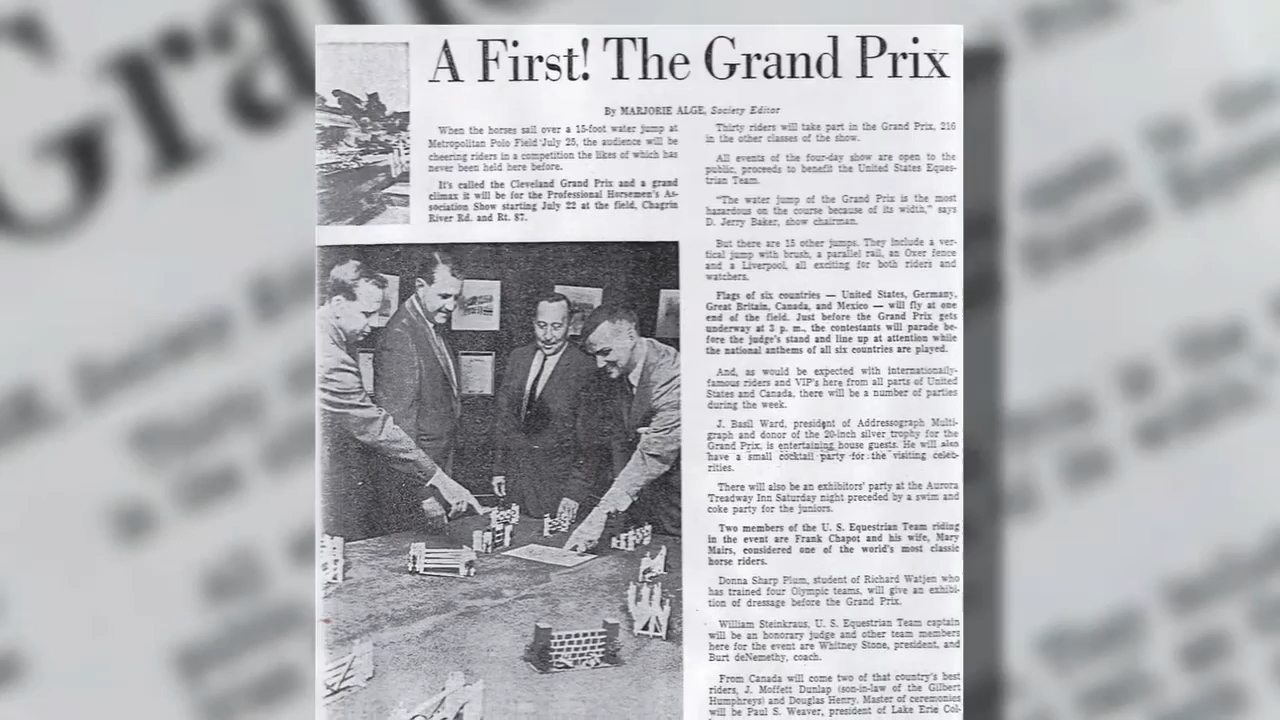 A First! The Grand Prix
By MARJORIE ALGE, Society Editor
When the horses sail over a 15-foot water jump at
Metropolitan Polo Field July 25, the audience will be
cheering riders in a competition the likes of which has
never been held here before.
It's called the Cleveland Grand Prix and a grand
climax it will be for the Professional Horsemen's As-
sociation Show starting July 22 at the field, Chagrin
River Rd. and Rt. 87.
Thirty riders will take part in the Grand Prix, 216
in the other classes of the show.
All events of the four-day show are open to the
public, proceeds to benefit the United States Eques-
trian Team.
"The water jump of the Grand Prix is the most
hazardous on the course because of its width," says
D. Jerry Baker, show chairman.
But there are 15 other jumps. They include a ver-
tical jump with brush, a parallel rail, an Oxer fence
and a Liverpool, all exciting for both riders and
watchers.
Flags of six countries — United States, Germany,
Great Britain, Canada, and Mexico — will fly at one
end of the field. Just before the Grand Prix gets
underway at 3 p. m., the contestants will parade be-
fore the judge's stand and line up at attention while
the national anthems of all six countries are played.
And, as would be expected with internationally-
famous riders and VIP's here from all parts of United
States and Canada, there will be a number of parties
during the week.
J. Basil Ward, president of Addressograph Multi-
graph and donor of the 20-inch silver trophy for the
Grand Prix, is entertaining house guests. He will also
have a small cocktail party for the visiting celeb-
rities.
There will also be an exhibitors' party at the Aurora
Treadway Inn Saturday night preceded by a swim and
coke party for the juniors.
Two members of the U. S. Equestrian Team riding
in the event are Frank Chapot and his wife, Mary
Mairs, considered one of the world's most classic
horse riders.
Donna Sharp Plum, student of Richard Watjen who
has trained four Olympic teams, will give an exhibi-
tion of dressage before the Grand Prix.
William Steinkraus, U. S. Equestrian Team captain
will be an honorary judge and other team members
here for the event are Whitney Stone, president, and
Burt deNemethy, coach.
From Canada will come two of that country's best
riders, J. Moffett Dunlap (son-in-law of the Gilbert
Humphreys) and Douglas Henry. Master of ceremonies
will be Paul S. Weaver, president of Lake Erie Col-